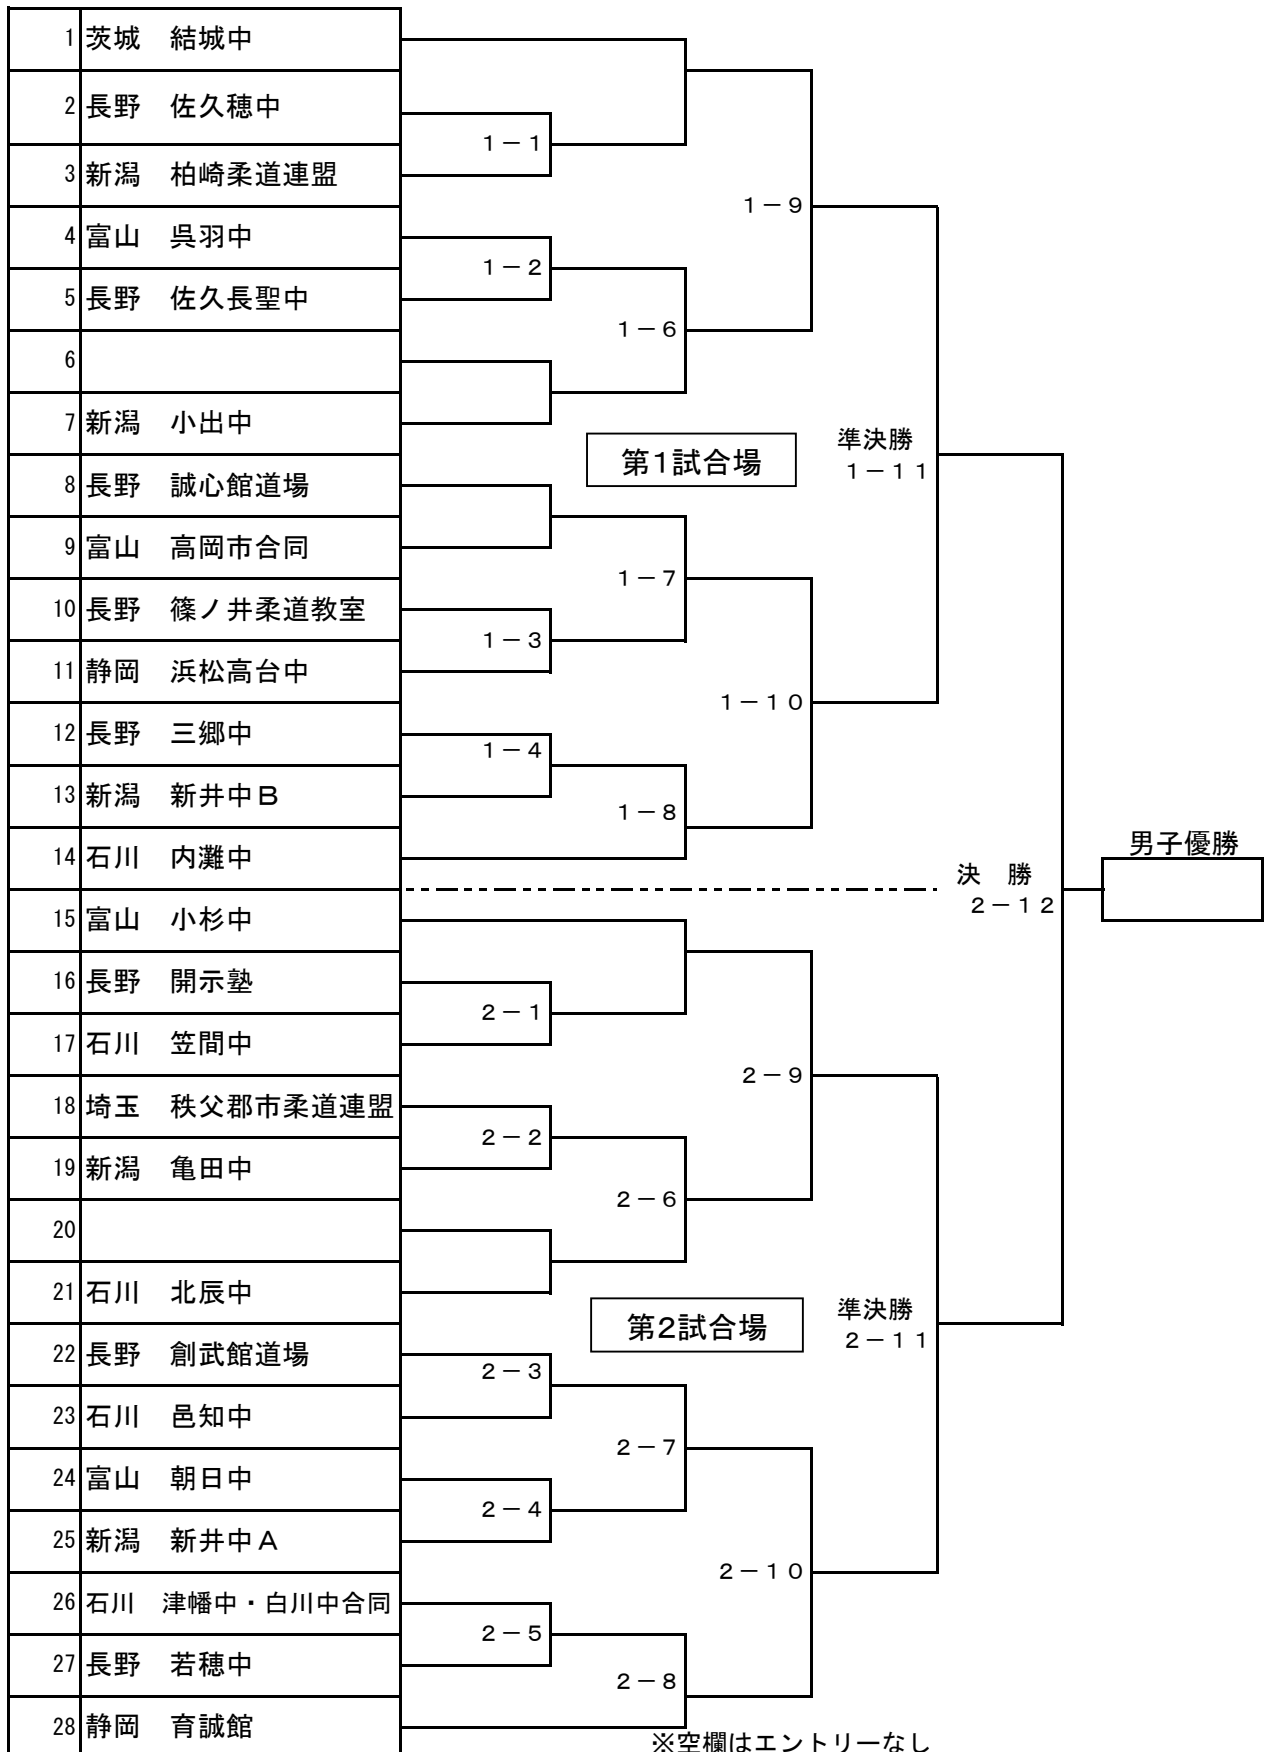 1 茨城 結城中
2 長野 佐久穂中
1－1
3 新潟 柏崎柔道連盟
1－9
4 富山 呉羽中
1－2
5 長野 佐久長聖中
1－6
6
7 新潟 小出中
準決勝
第1試合場
1－11
8 長野 誠心館道場
9 富山 高岡市合同
1－7
10 長野 篠ノ井柔道教室
1－3
11 静岡 浜松高台中
1－10
12 長野 三郷中
1－4
13 新潟 新井中B
1－8
男子優勝
14 石川 内灘中
決 勝
2－12
15 富山 小杉中
16 長野 開示塾
2－1
17 石川 笠間中
2－9
18 埼玉 秩父郡市柔道連盟
2－2
19 新潟 亀田中
2－6
20
21 石川 北辰中
準決勝
第2試合場
2－11
22 長野 創武館道場
2－3
23 石川 邑知中
2－7
24 富山 朝日中
2－4
25 新潟 新井中A
2－10
26 石川 津幡中・白川中合同
2－5
27 長野 若穂中
2－8
28 静岡 育誠館
※空欄はエントリーなし